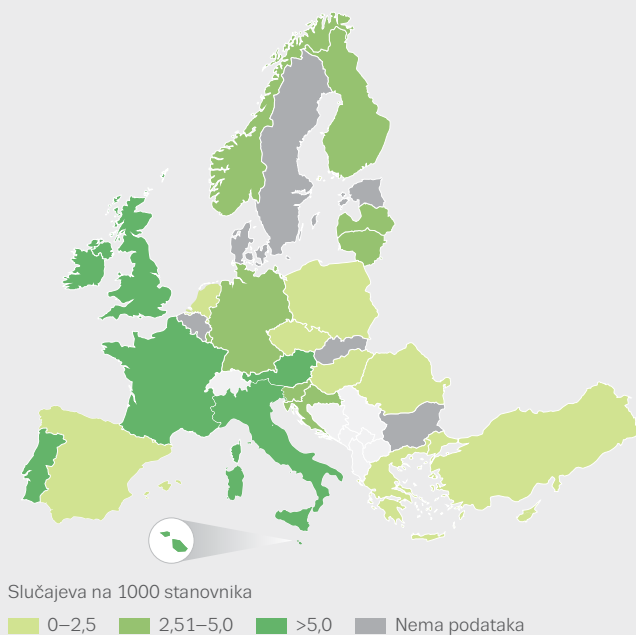 Slučajeva na 1000 stanovnika
0–2,5 2,51–5,0 >5,0 Nema podataka